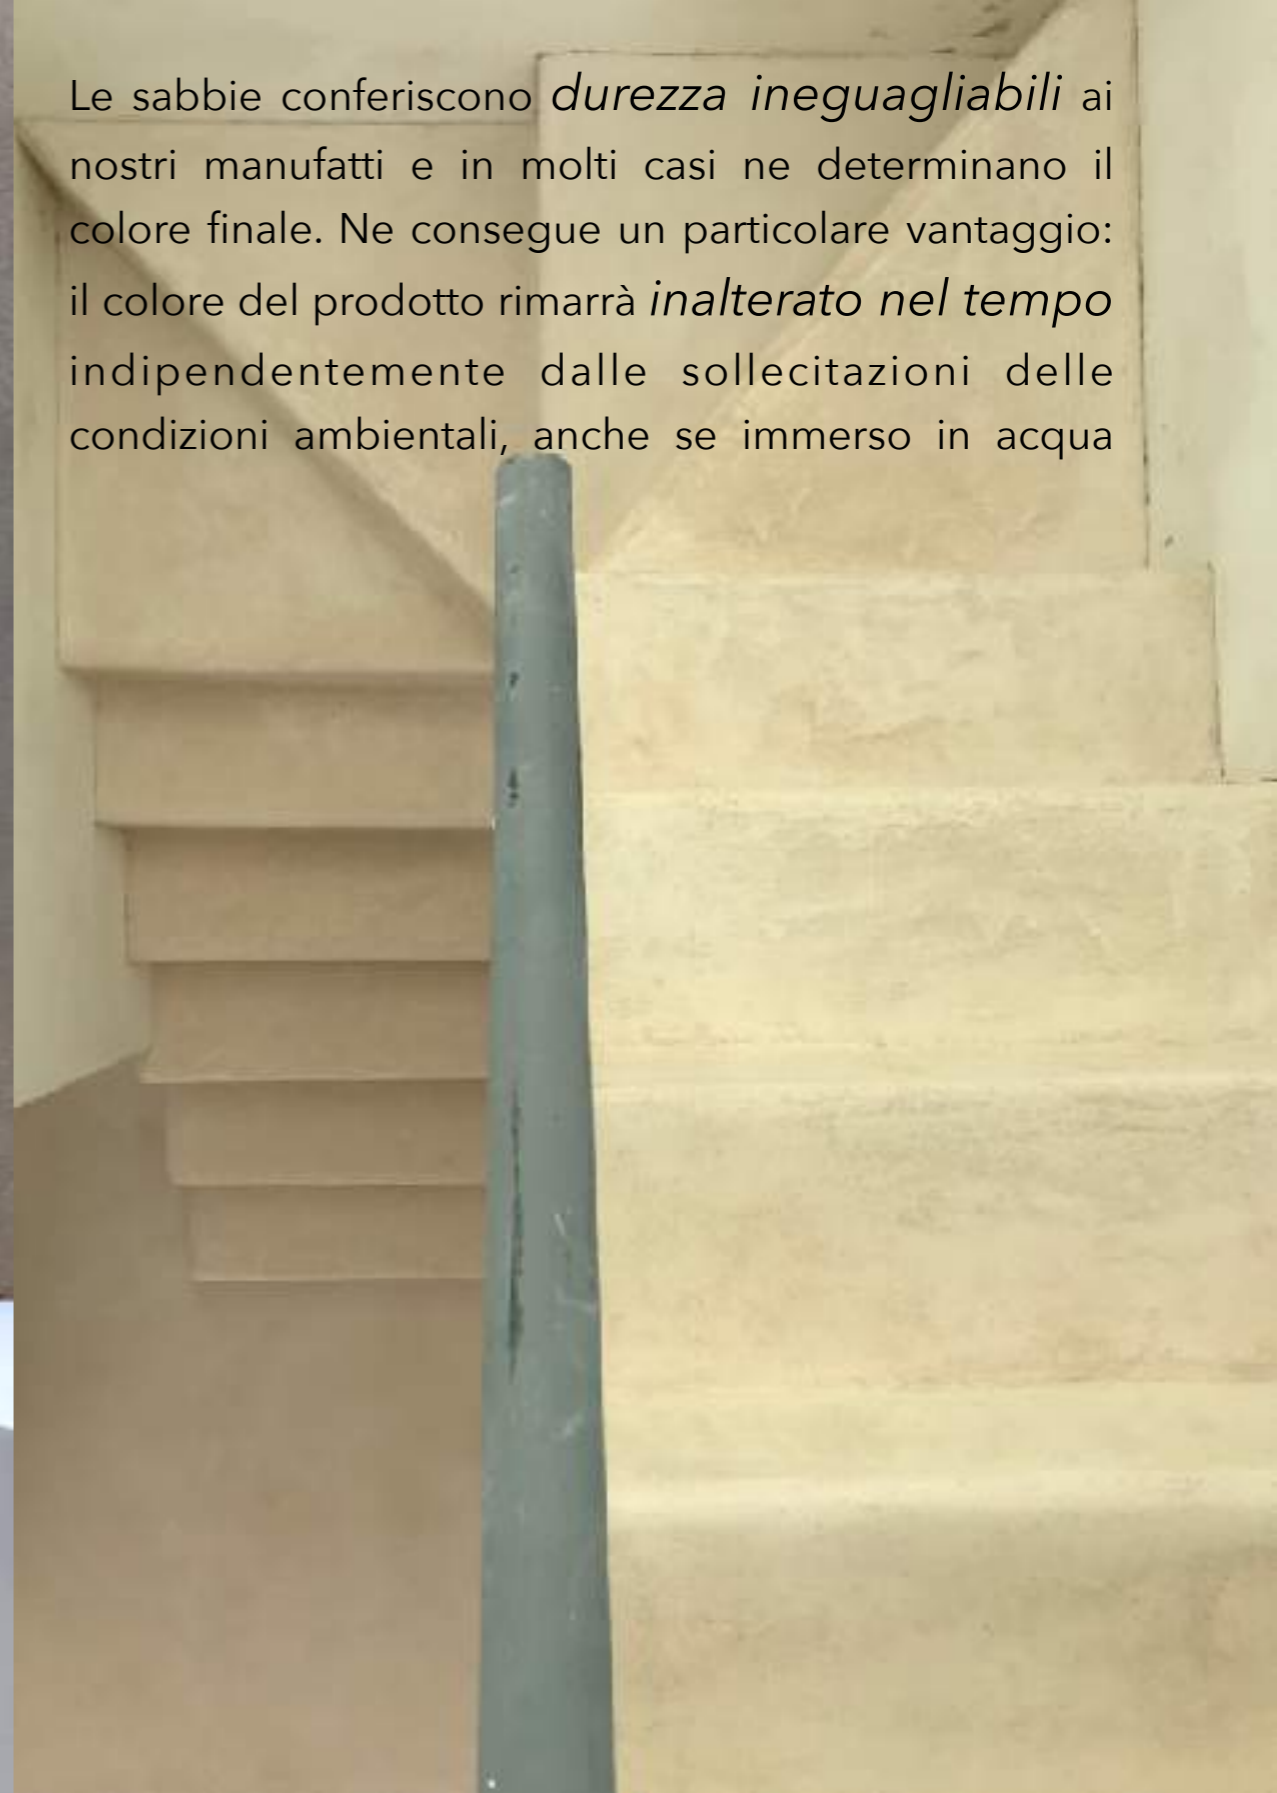 Le sabbie conferiscono durezza ineguagliabili ai
nostri manufatti e in molti casi ne determinano il
colore finale. Ne consegue un particolare vantaggio:
il colore del prodotto rimarrà inalterato nel tempo
indipendentemente dalle sollecitazioni delle
condizioni ambientali, anche se immerso in acqua